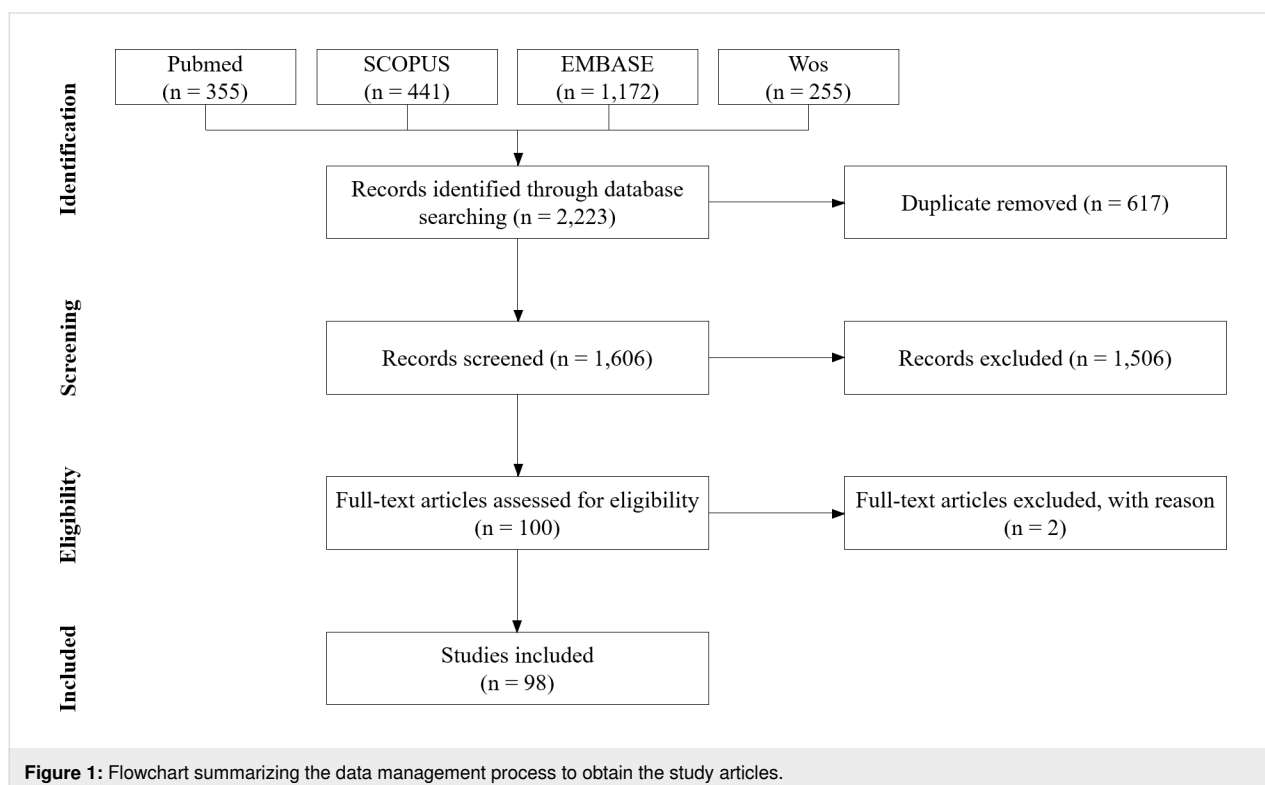 Pubmed
(n = 355)
SCOPUS
(n = 441)
EMBASE
(n = 1,172)
Wos
(n = 255)
Identification
Records identified through database
searching (n = 2,223)
Duplicate removed (n = 617)
Screening
Records screened (n = 1,606)
Records excluded (n = 1,506)
Eligibility
Full-text articles assessed for eligibility
(n = 100)
Full-text articles excluded, with reason
(n = 2)
Included
Studies included
(n = 98)
Figure 1: Flowchart summarizing the data management process to obtain the study articles.